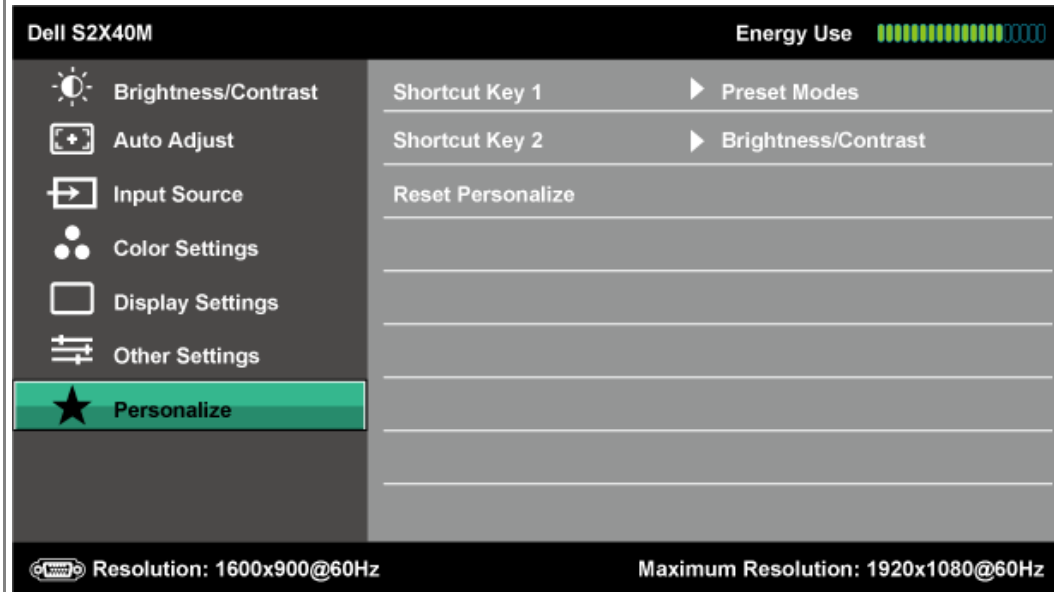 Dell S2X40M Energy Use
Brightness/Contrast Shortcut Key 1 Preset Modes
Auto Adjust Shortcut Key 2 Brightness/Contrast
Input Source Reset Personalize
Color Settings
Display Settings
Other Settings
Personalize
Resolution: 1600x900@60Hz Maximum Resolution: 1920x1080@60Hz